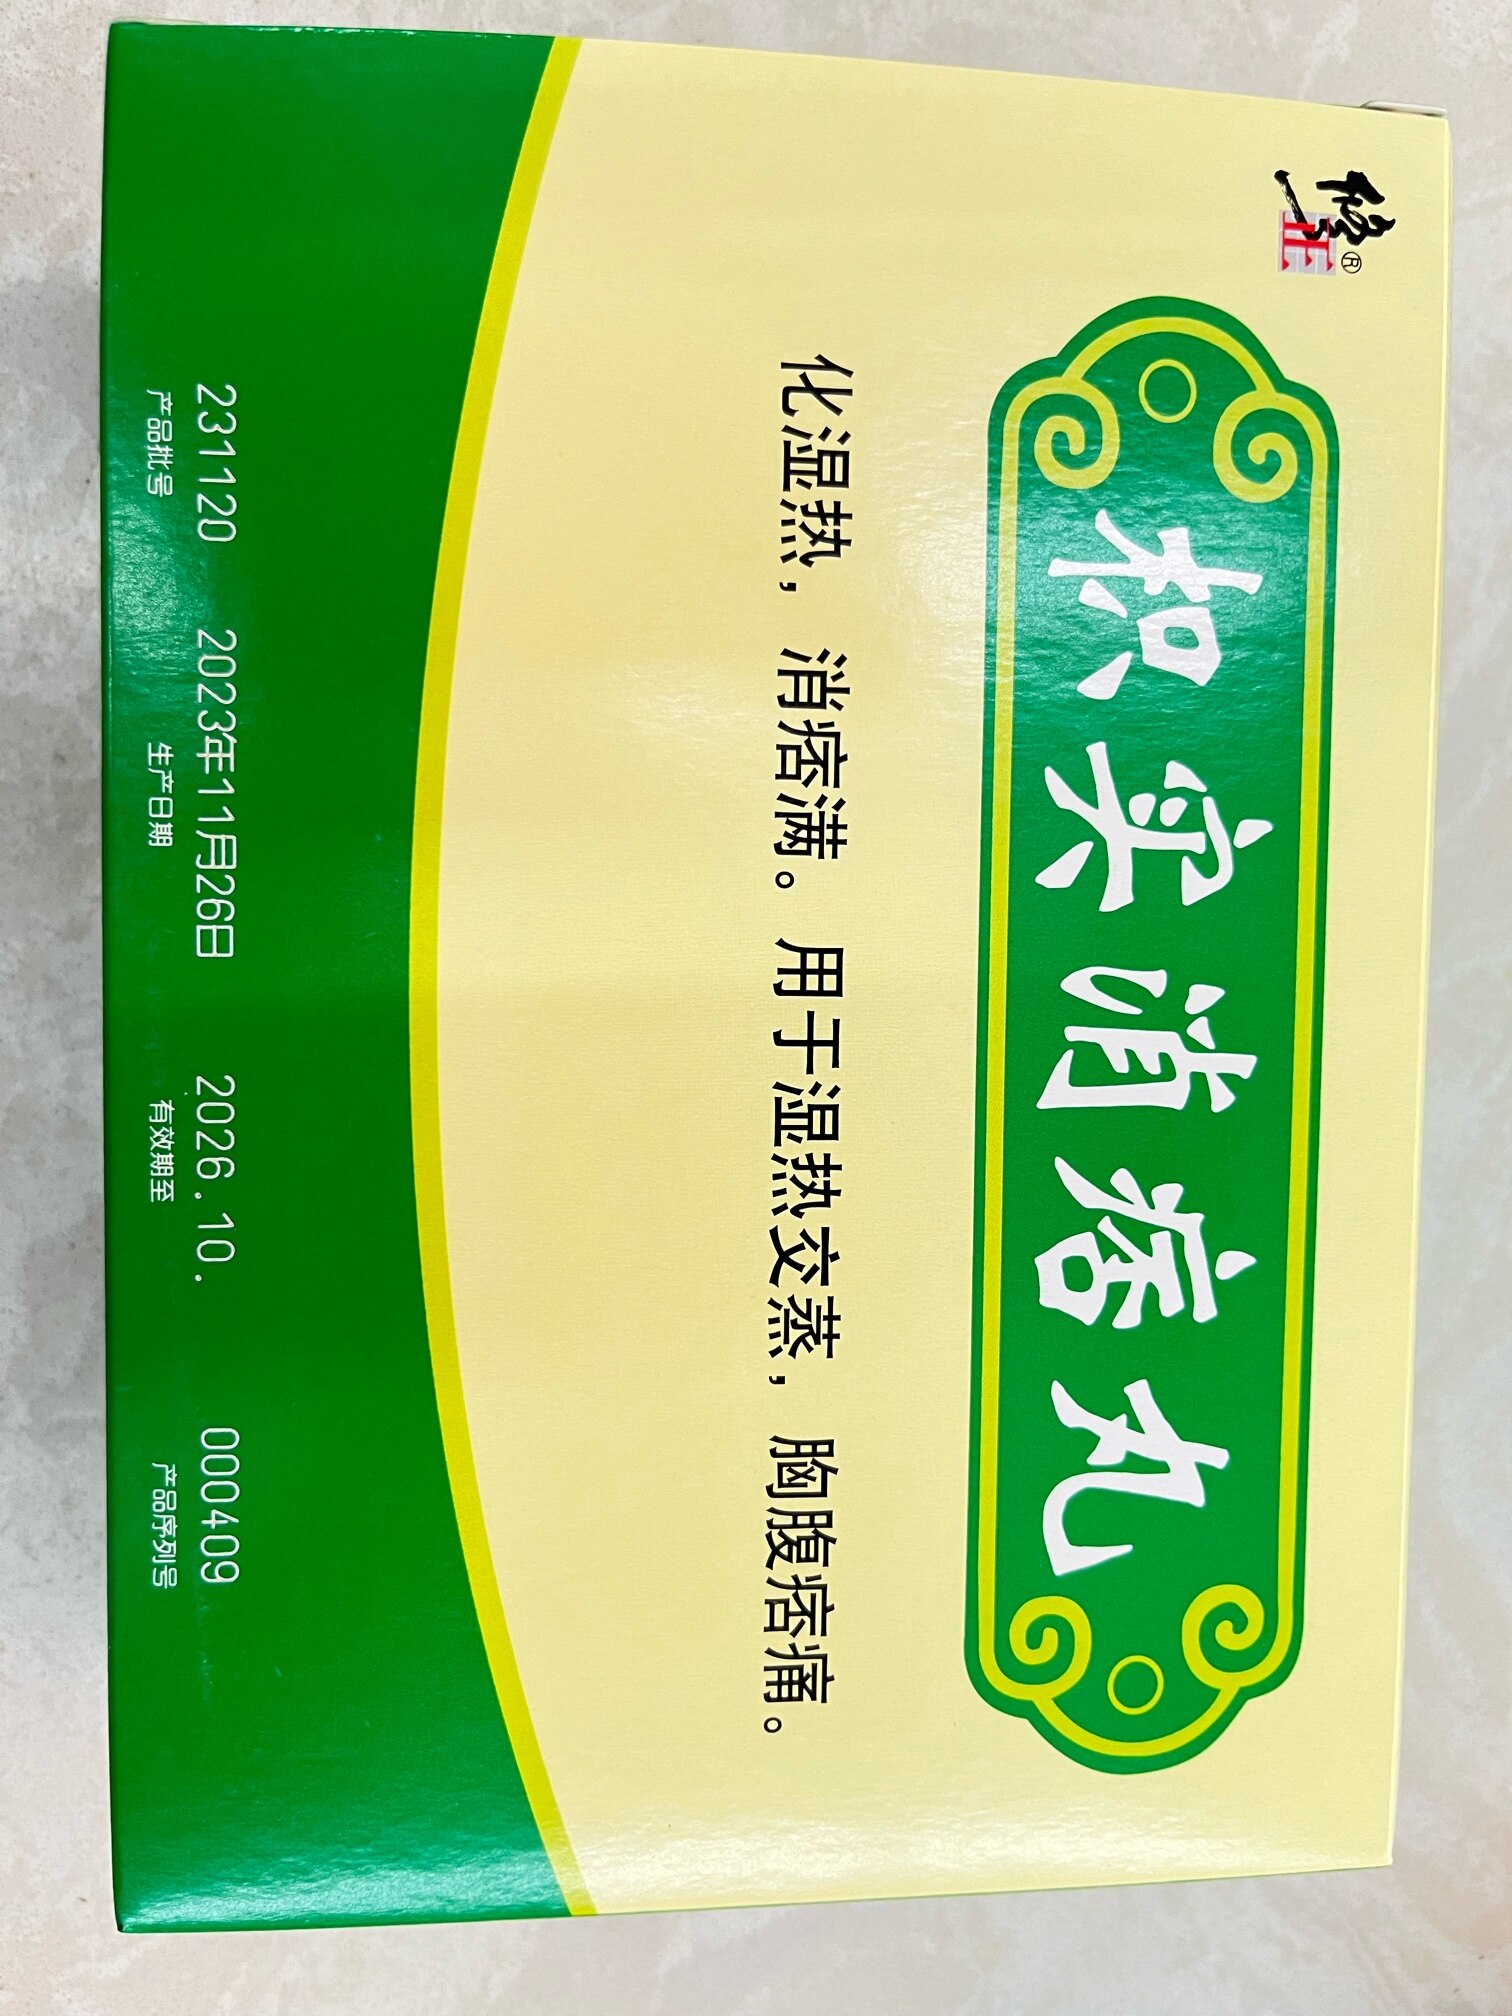 修正®
枳实消痞丸
化湿热，消痞满。用于湿热交蒸，胸腹痞痛。
231120 2023年11月26日 2026.10. 000409
产品批号 生产日期 有效期至 产品序列号